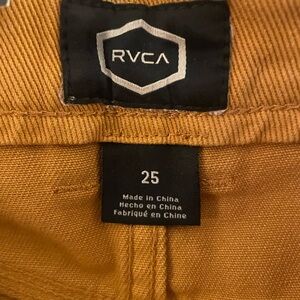 RVCA
25
Made in China
Hecho en China
Fabriqué en Chine